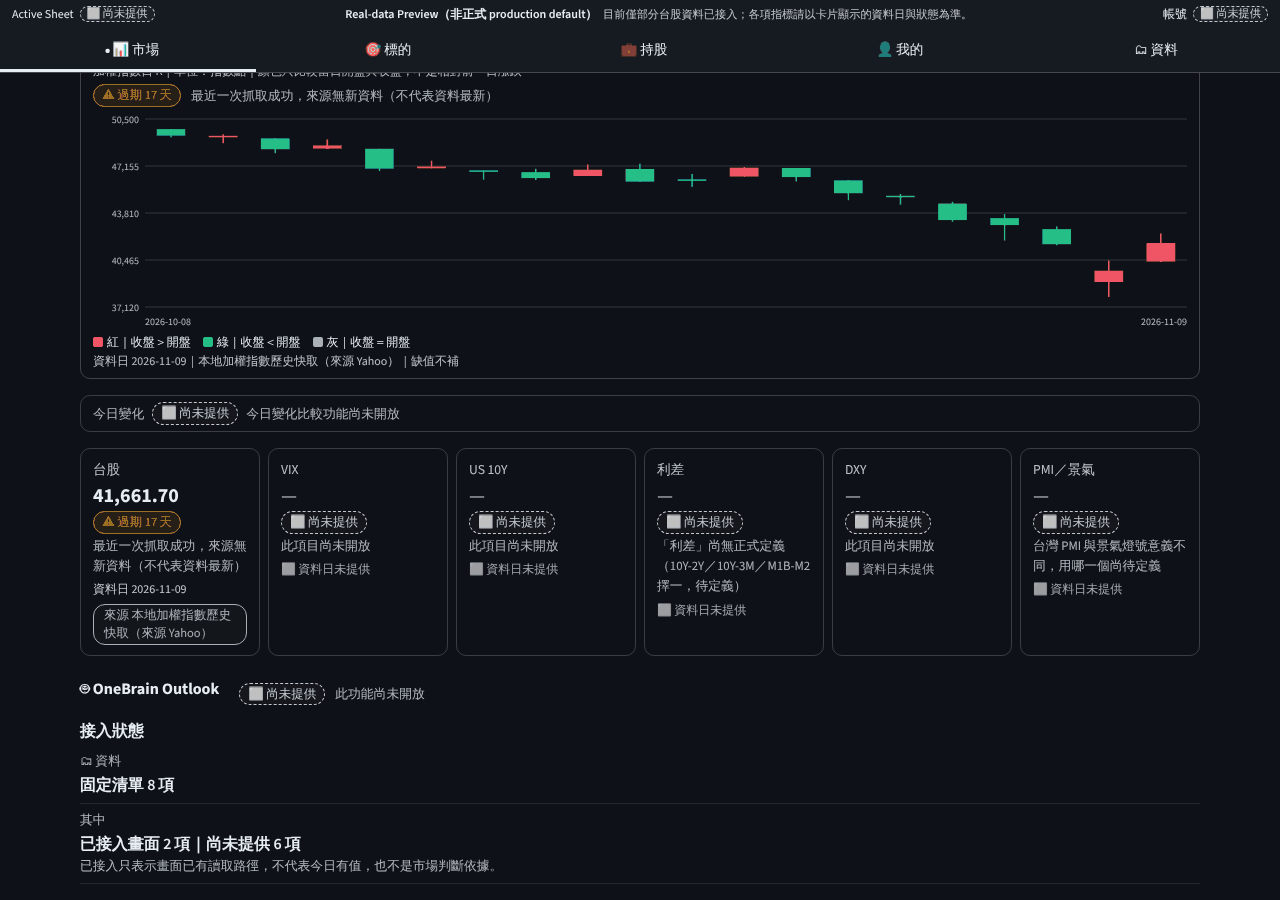 Active Sheet 尚未提供
Real-data Preview（非正式 production default） 目前僅部分台股資料已接入；各項指標請以卡片顯示的資料日與狀態為準。
帳號 尚未提供
市場
標的
持股
我的
資料
過期 17 天 最近一次抓取成功，來源無新資料（不代表資料最新）
50,500
47,155
43,810
40,465
37,120
2026-10-08
2026-11-09
紅｜收盤＞開盤 綠｜收盤＜開盤 灰｜收盤＝開盤
資料日 2026-11-09｜本地加權指數歷史快取（來源 Yahoo）｜缺值不補
今日變化 尚未提供 今日變化比較功能尚未開放
台股
41,661.70
過期 17 天
最近一次抓取成功，來源無
新資料（不代表資料最新）
資料日 2026-11-09
來源 本地加權指數歷史
快取（來源 Yahoo）
VIX
—
尚未提供
此項目尚未開放
資料日未提供
US 10Y
—
尚未提供
此項目尚未開放
資料日未提供
利差
—
尚未提供
「利差」尚無正式定義
（10Y-2Y／10Y-3M／M1B-M2
擇一，待定義）
資料日未提供
DXY
—
尚未提供
此項目尚未開放
資料日未提供
PMI／景氣
—
尚未提供
台灣 PMI 與景氣燈號意義不
同，用哪一個尚待定義
資料日未提供
OneBrain Outlook 尚未提供 此功能尚未開放
接入狀態
資料
固定清單 8 項
其中
已接入畫面 2 項｜尚未提供 6 項
已接入只表示畫面已有讀取路徑，不代表今日有值，也不是市場判斷依據。